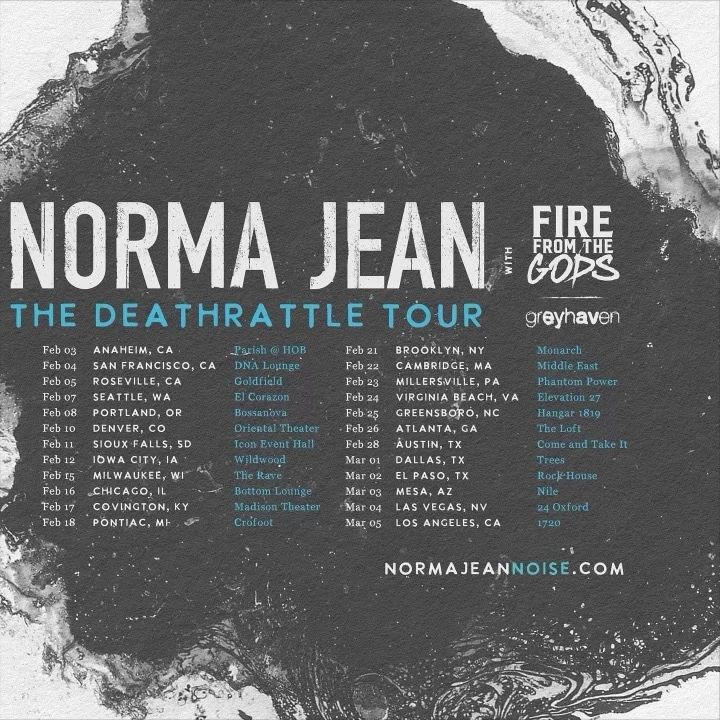 NORMA JEAN
WITH
FIRE
FROM THE
GODS
greyhaven
THE DEATHRATTLE TOUR
Feb 03 ANAHEIM, CA Parish @ HOB
Feb 04 SAN FRANCISCO, CA DNA Lounge
Feb 05 ROSEVILLE, CA Goldfield
Feb 07 SEATTLE, WA El Corazon
Feb 08 PORTLAND, OR Bossanova
Feb 10 DENVER, CO Oriental Theater
Feb 11 SIOUX FALLS, SD Icon Event Hall
Feb 12 IOWA CITY, IA Wildwood
Feb 15 MILWAUKEE, WI The Rave
Feb 16 CHICAGO, IL Bottom Lounge
Feb 17 COVINGTON, KY Madison Theater
Feb 18 PONTIAC, MI Crofoot
Feb 21 BROOKLYN, NY Monarch
Feb 22 CAMBRIDGE, MA Middle East
Feb 23 MILLERSVILLE, PA Phantom Power
Feb 24 VIRGINIA BEACH, VA Elevation 27
Feb 25 GREENSBORO, NC Hangar 1819
Feb 26 ATLANTA, GA The Loft
Feb 28 AUSTIN, TX Come and Take It
Mar 01 DALLAS, TX Trees
Mar 02 EL PASO, TX Rock House
Mar 03 MESA, AZ Nile
Mar 04 LAS VEGAS, NV 24 Oxford
Mar 05 LOS ANGELES, CA 1720
NORMAJEANNOISE.COM